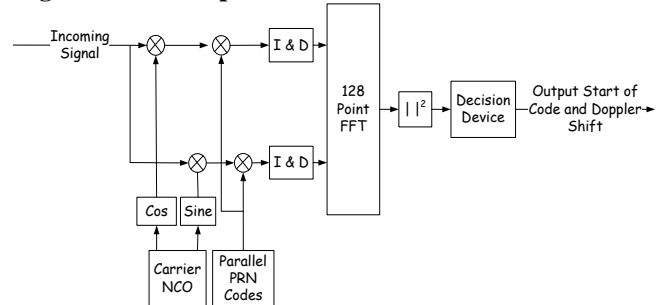 Incoming
Signal
I & D
128
Point
FFT
| |²
Decision
Device
Output Start of
Code and Doppler
Shift
I & D
Cos
Sine
Carrier
NCO
Parallel
PRN
Codes